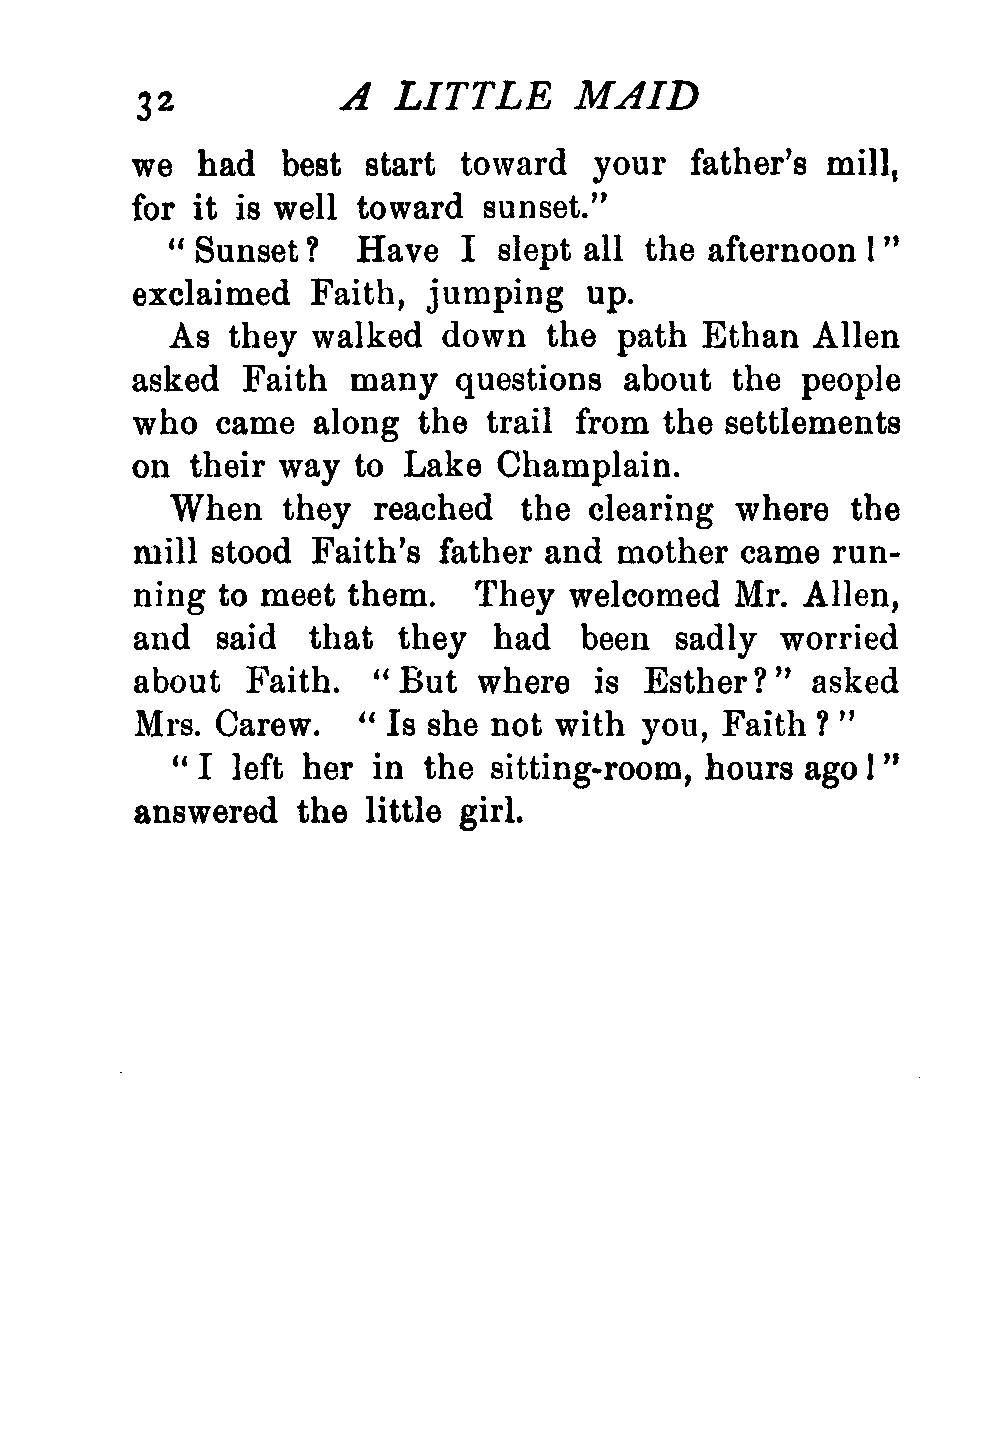 32 A LITTLE MAID
we had best start toward your father's mill,
for it is well toward sunset."
"Sunset? Have I slept all the afternoon!"
exclaimed Faith, jumping up.
As they walked down the path Ethan Allen
asked Faith many questions about the people
who came along the trail from the settlements
on their way to Lake Champlain.
When they reached the clearing where the
mill stood Faith's father and mother came run-
ning to meet them. They welcomed Mr. Allen,
and said that they had been sadly worried
about Faith. "But where is Esther?" asked
Mrs. Carew. "Is she not with you, Faith?"
"I left her in the sitting-room, hours ago!"
answered the little girl.